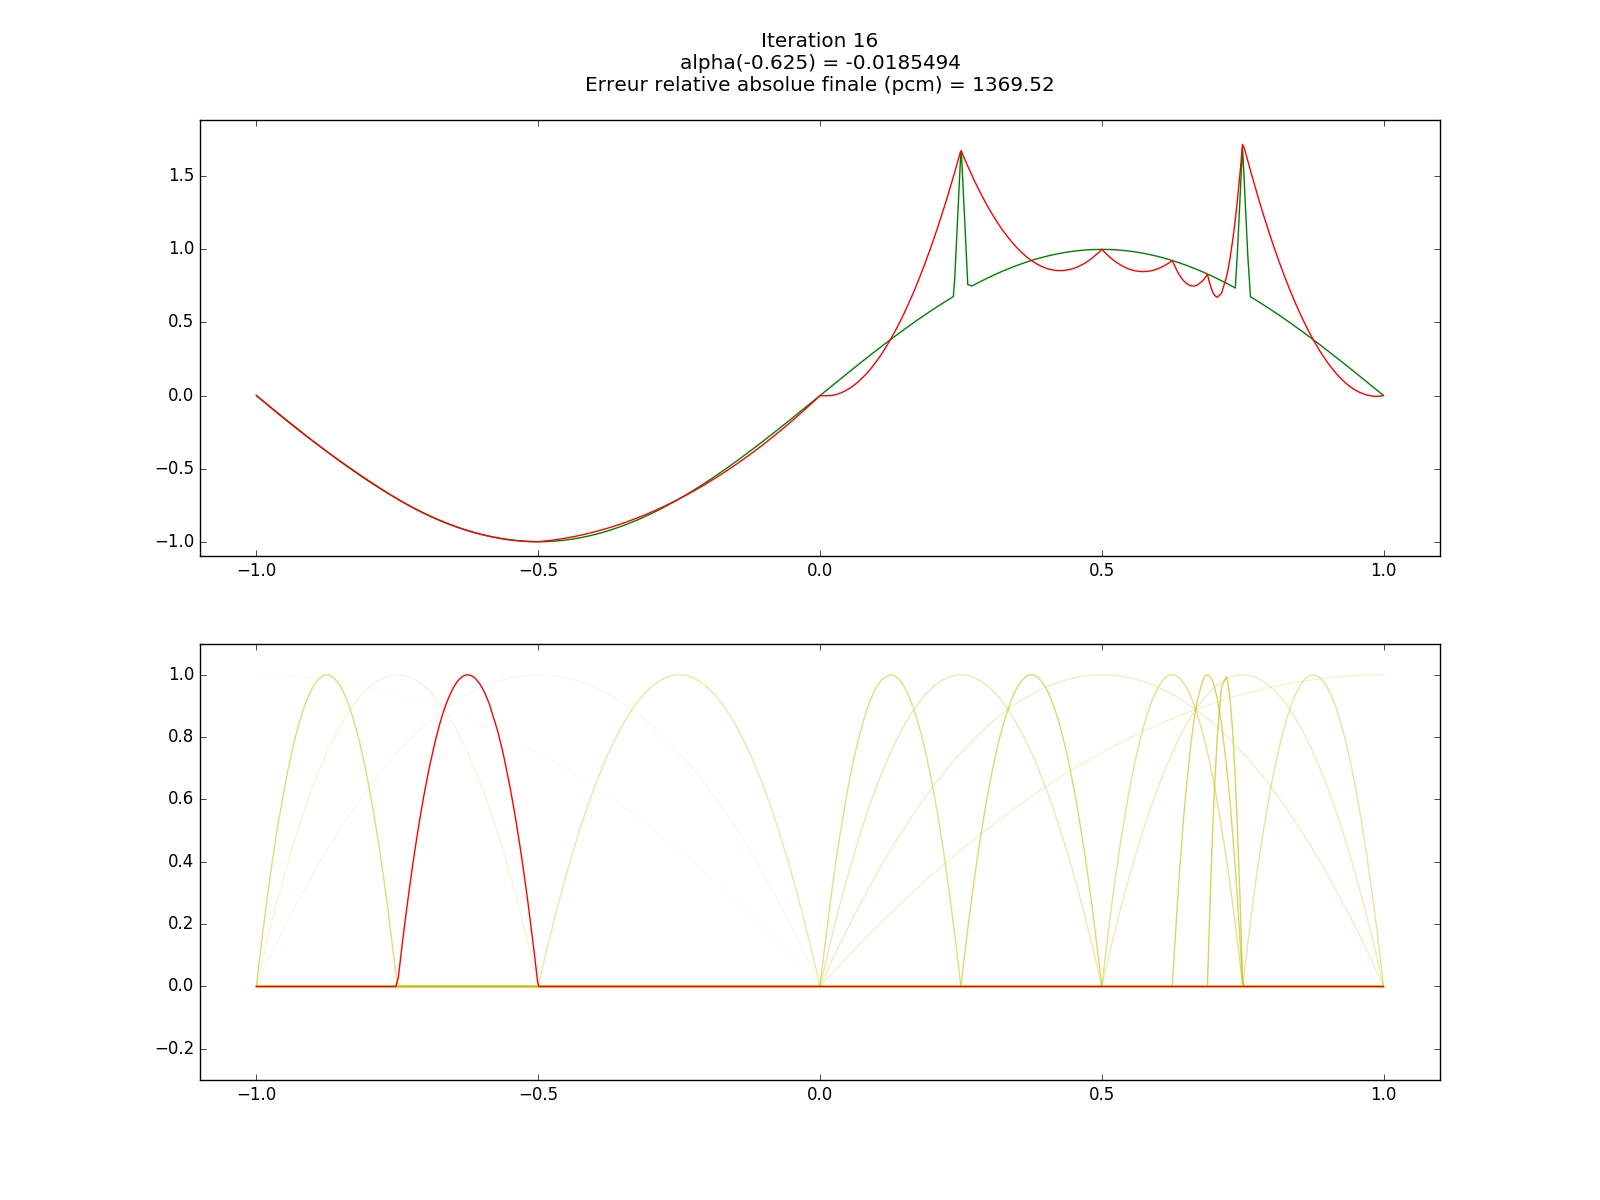 Iteration 16
alpha(-0.625) = -0.0185494
Erreur relative absolue finale (pcm) = 1369.52
1.5
1.0
0.5
0.0
−0.5
−1.0
−1.0 −0.5 0.0 0.5 1.0
1.0
0.8
0.6
0.4
0.2
0.0
−0.2
−1.0 −0.5 0.0 0.5 1.0